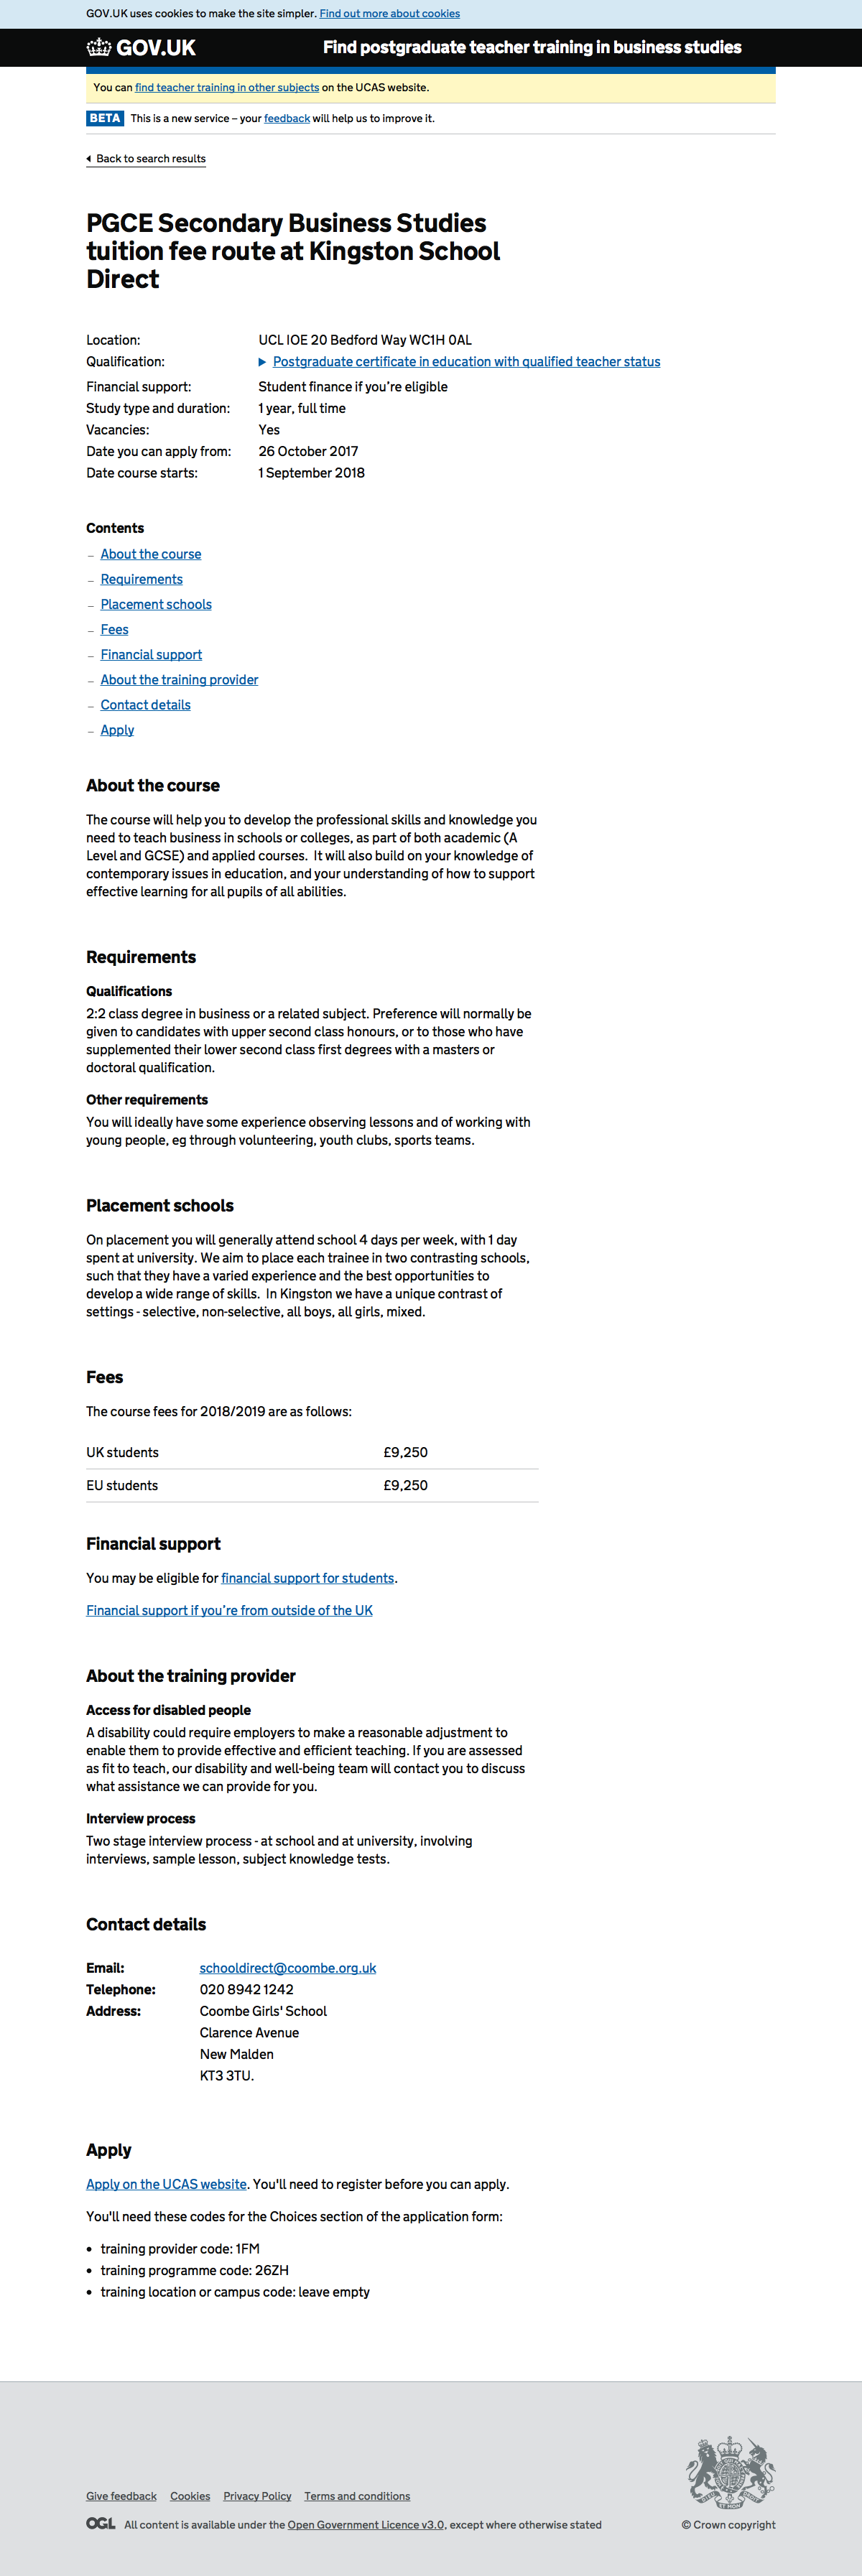 GOV.UK uses cookies to make the site simpler. Find out more about cookies
GOV.UK
Find postgraduate teacher training in business studies
You can find teacher training in other subjects on the UCAS website.
BETA This is a new service – your feedback will help us to improve it.
Back to search results
PGCE Secondary Business Studies
tuition fee route at Kingston School
Direct
Location: UCL IOE 20 Bedford Way WC1H 0AL
Qualification: Postgraduate certificate in education with qualified teacher status
Financial support: Student finance if you're eligible
Study type and duration: 1 year, full time
Vacancies: Yes
Date you can apply from: 26 October 2017
Date course starts: 1 September 2018
Contents
– About the course
– Requirements
– Placement schools
– Fees
– Financial support
– About the training provider
– Contact details
– Apply
About the course
The course will help you to develop the professional skills and knowledge you
need to teach business in schools or colleges, as part of both academic (A
Level and GCSE) and applied courses. It will also build on your knowledge of
contemporary issues in education, and your understanding of how to support
effective learning for all pupils of all abilities.
Requirements
Qualifications
2:2 class degree in business or a related subject. Preference will normally be
given to candidates with upper second class honours, or to those who have
supplemented their lower second class first degrees with a masters or
doctoral qualification.
Other requirements
You will ideally have some experience observing lessons and of working with
young people, eg through volunteering, youth clubs, sports teams.
Placement schools
On placement you will generally attend school 4 days per week, with 1 day
spent at university. We aim to place each trainee in two contrasting schools,
such that they have a varied experience and the best opportunities to
develop a wide range of skills. In Kingston we have a unique contrast of
settings - selective, non-selective, all boys, all girls, mixed.
Fees
The course fees for 2018/2019 are as follows:
UK students £9,250
EU students £9,250
Financial support
You may be eligible for financial support for students.
Financial support if you're from outside of the UK
About the training provider
Access for disabled people
A disability could require employers to make a reasonable adjustment to
enable them to provide effective and efficient teaching. If you are assessed
as fit to teach, our disability and well-being team will contact you to discuss
what assistance we can provide for you.
Interview process
Two stage interview process - at school and at university, involving
interviews, sample lesson, subject knowledge tests.
Contact details
Email: schooldirect@coombe.org.uk
Telephone: 020 8942 1242
Address: Coombe Girls' School
Clarence Avenue
New Malden
KT3 3TU.
Apply
Apply on the UCAS website. You'll need to register before you can apply.
You'll need these codes for the Choices section of the application form:
• training provider code: 1FM
• training programme code: 26ZH
• training location or campus code: leave empty
Give feedback Cookies Privacy Policy Terms and conditions
OGL All content is available under the Open Government Licence v3.0, except where otherwise stated
© Crown copyright